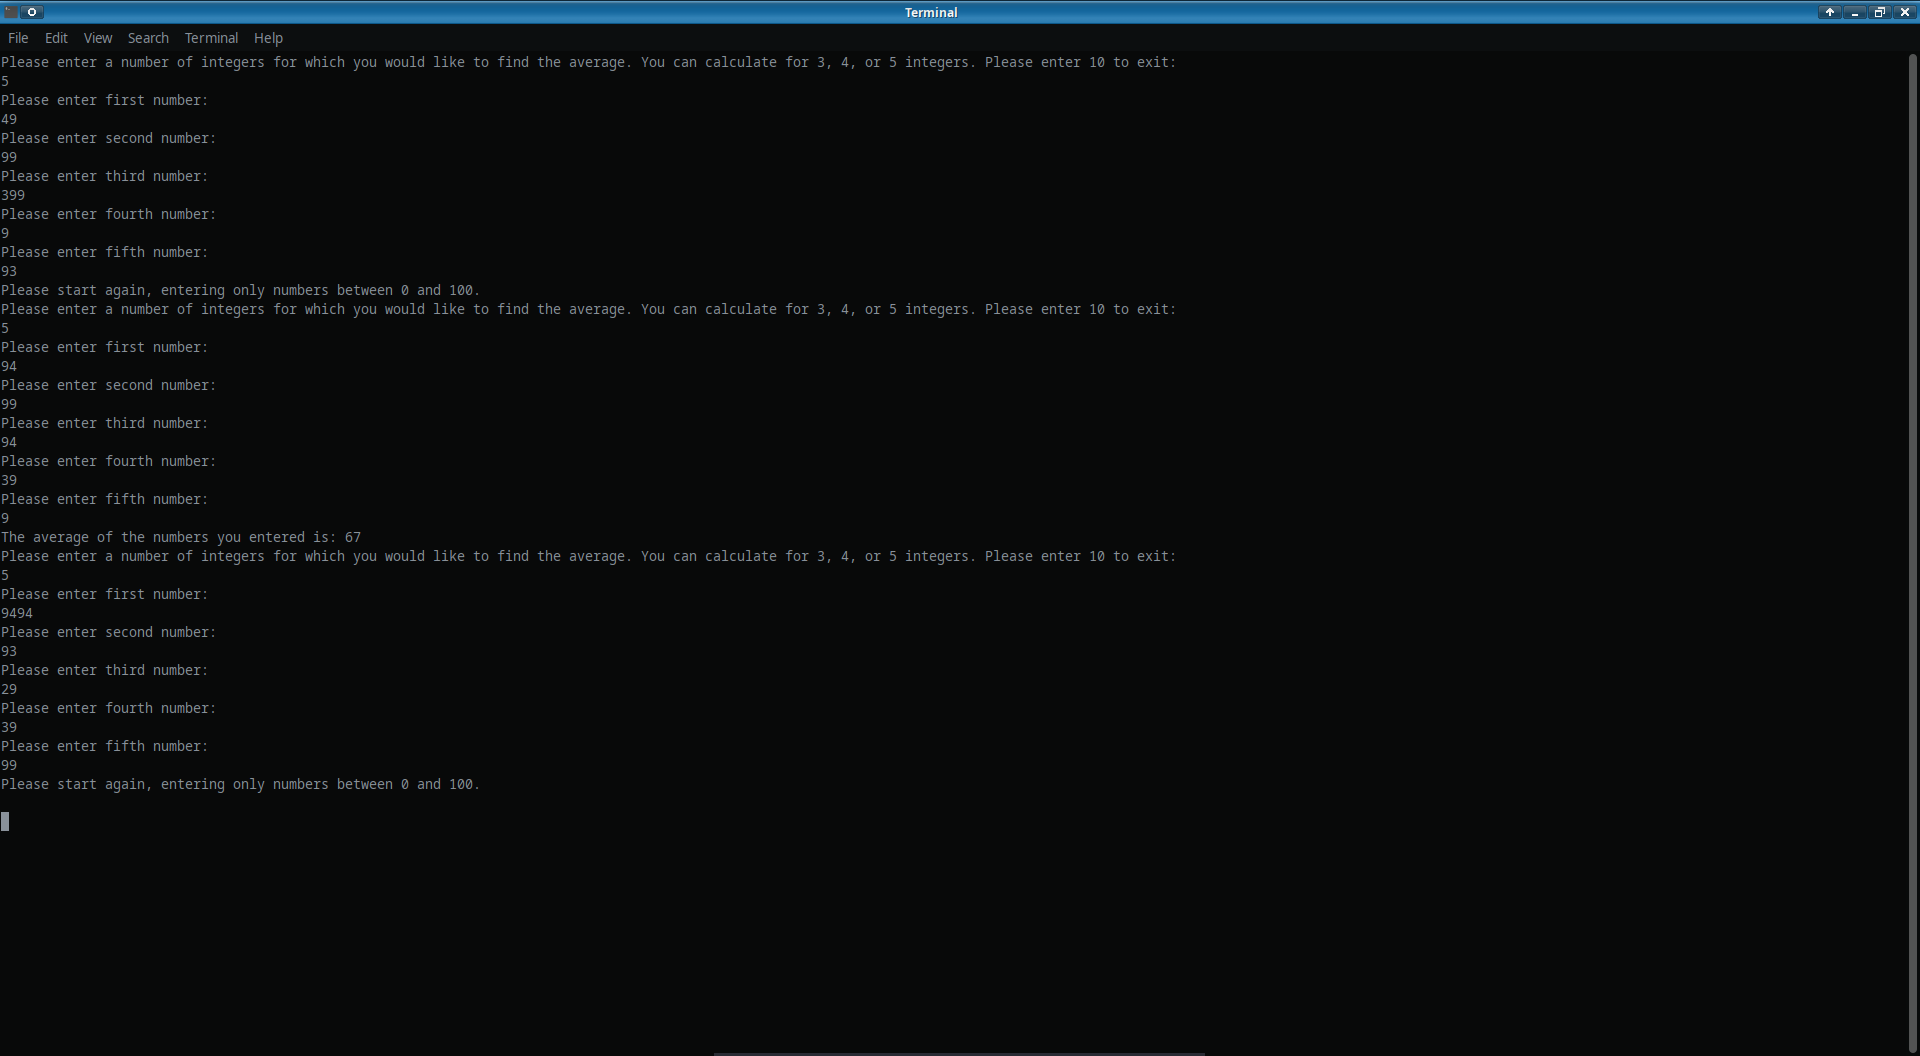 Terminal
File Edit View Search Terminal Help
Please enter a number of integers for which you would like to find the average. You can calculate for 3, 4, or 5 integers. Please enter 10 to exit:
5
Please enter first number:
49
Please enter second number:
99
Please enter third number:
399
Please enter fourth number:
9
Please enter fifth number:
93
Please start again, entering only numbers between 0 and 100.
Please enter a number of integers for which you would like to find the average. You can calculate for 3, 4, or 5 integers. Please enter 10 to exit:
5
Please enter first number:
94
Please enter second number:
99
Please enter third number:
94
Please enter fourth number:
39
Please enter fifth number:
9
The average of the numbers you entered is: 67
Please enter a number of integers for which you would like to find the average. You can calculate for 3, 4, or 5 integers. Please enter 10 to exit:
5
Please enter first number:
9494
Please enter second number:
93
Please enter third number:
29
Please enter fourth number:
39
Please enter fifth number:
99
Please start again, entering only numbers between 0 and 100.